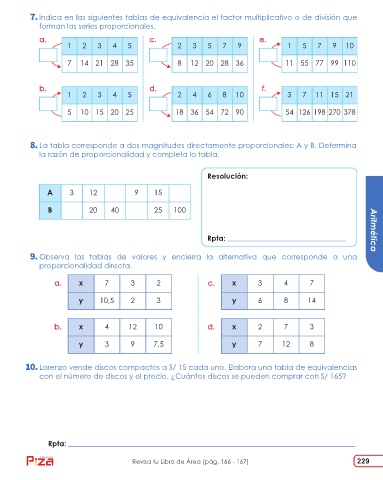 7. Indica en las siguientes tablas de equivalencia el factor multiplicativo o de división que
forman las series proporcionales.
a.
1 2 3 4 5
7 14 21 28 35
c.
2 3 5 7 9
8 12 20 28 36
e.
1 5 7 9 10
11 55 77 99 110
b.
1 2 3 4 5
5 10 15 20 25
d.
2 4 6 8 10
18 36 54 72 90
f.
3 7 11 15 21
54 126 198 270 378
8. La tabla corresponde a dos magnitudes directamente proporcionales: A y B. Determina
la razón de proporcionalidad y completa la tabla.
A 3 12 9 15
B 20 40 25 100
Resolución:
Rpta:
Aritmética
9. Observa las tablas de valores y encierra la alternativa que corresponde a una
proporcionalidad directa.
a.
x 7 3 2
y 10,5 2 3
c.
x 3 4 7
y 6 8 14
b.
x 4 12 10
y 3 9 7,5
d.
x 2 7 3
y 7 12 8
10. Lorenzo vende discos compactos a S/ 15 cada uno. Elabora una tabla de equivalencias
con el número de discos y el precio. ¿Cuántos discos se pueden comprar con S/ 165?
Rpta:
Revisa tu Libro de Área (pág. 166 - 167)
229